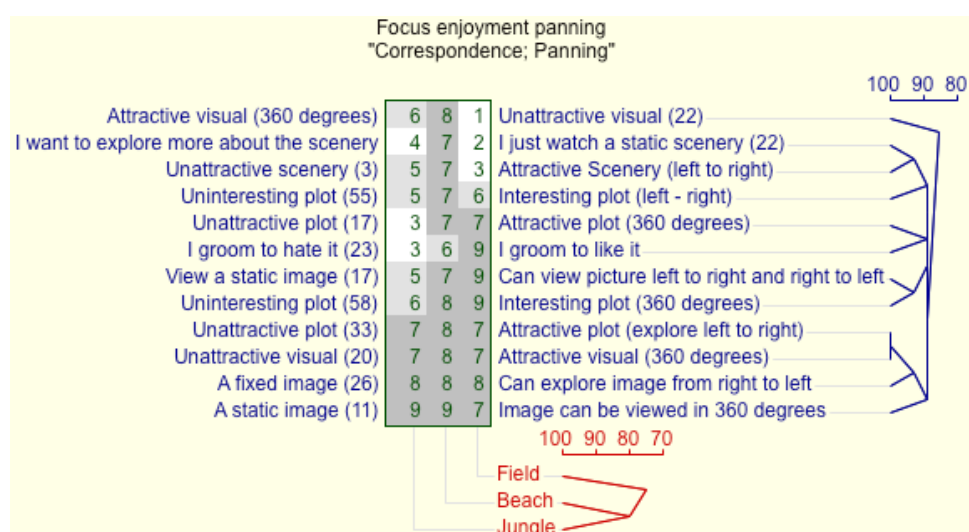 Focus enjoyment panning
"Correspondence; Panning"
100 90 80
Attractive visual (360 degrees) 6 8 1 Unattractive visual (22)
I want to explore more about the scenery 4 7 2 I just watch a static scenery (22)
Unattractive scenery (3) 5 7 3 Attractive Scenery (left to right)
Uninteresting plot (55) 5 7 6 Interesting plot (left - right)
Unattractive plot (17) 3 7 7 Attractive plot (360 degrees)
I groom to hate it (23) 3 6 9 I groom to like it
View a static image (17) 5 7 9 Can view picture left to right and right to left
Uninteresting plot (58) 6 8 9 Interesting plot (360 degrees)
Unattractive plot (33) 7 8 7 Attractive plot (explore left to right)
Unattractive visual (20) 7 8 7 Attractive visual (360 degrees)
A fixed image (26) 8 8 8 Can explore image from right to left
A static image (11) 9 9 7 Image can be viewed in 360 degrees
100 90 80 70
Field
Beach
Jungle